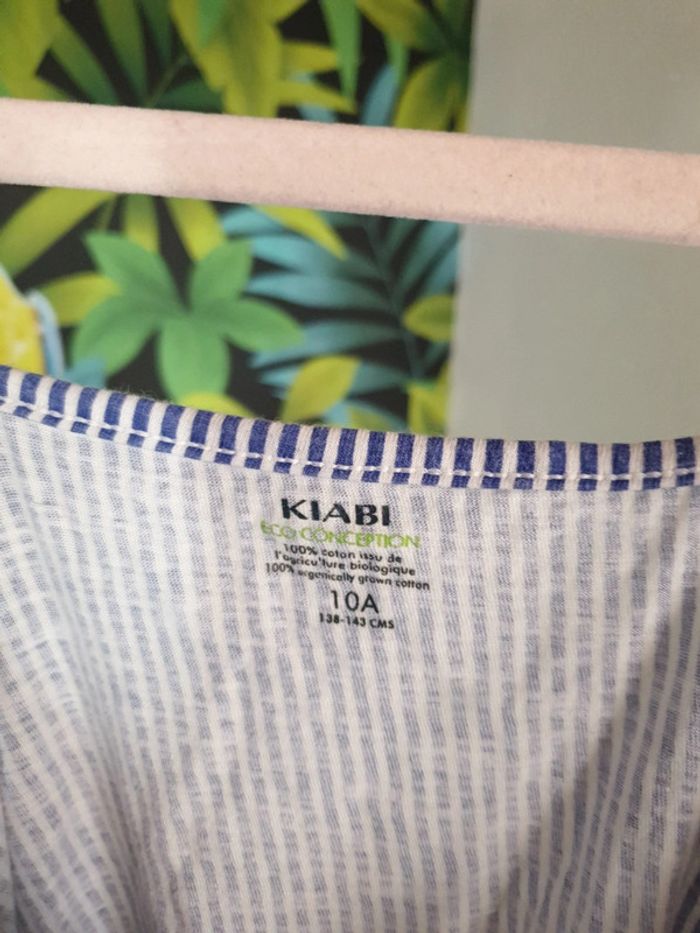 KIABI
ECO CONCEPTION
100% coton issu de
l'agriculture biologique
100% organically grown cotton
10A
138-143 CMS